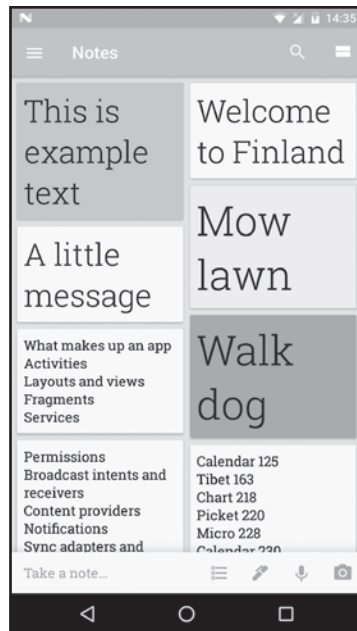 N 14:35
Notes
This is
example
text
A little
message
What makes up an app
Activities
Layouts and views
Fragments
Services
Permissions
Broadcast intents and
receivers
Content providers
Notifications
Sync adapters and
Welcome
to Finland
Mow
lawn
Walk
dog
Calendar 125
Tibet 163
Chart 218
Picket 220
Micro 228
Calendar 230
Take a note...